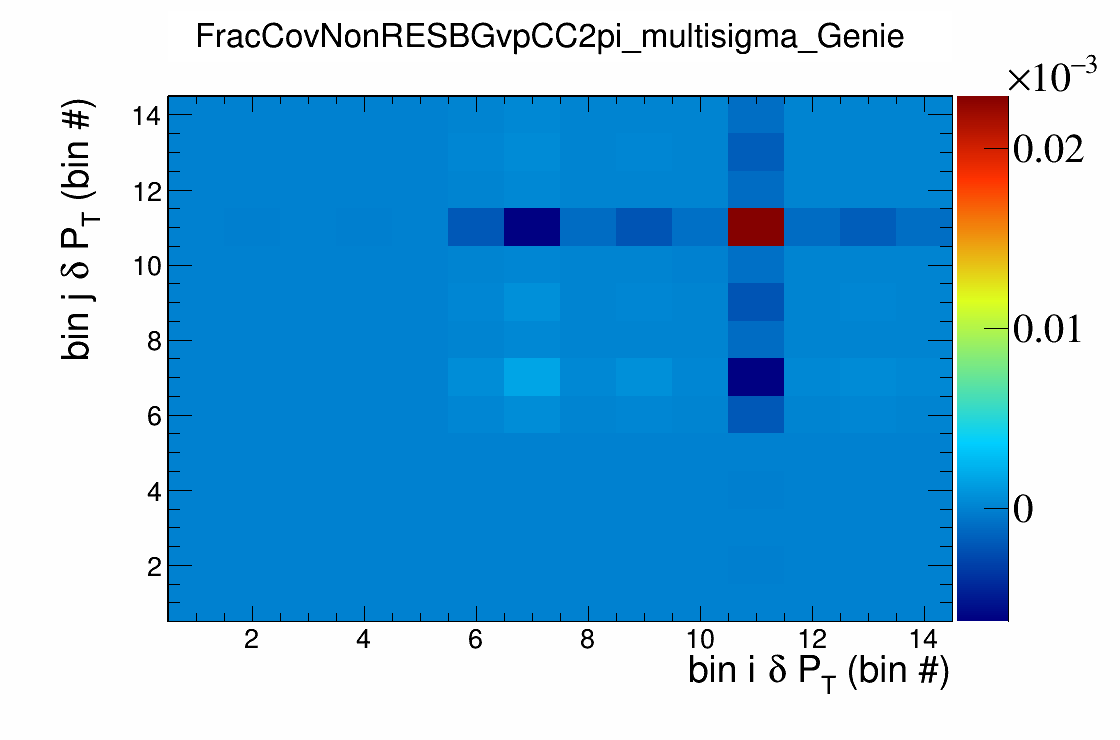 FracCovNonRESBGvpCC2pi_multisigma_Genie
×10⁻³
bin j δ P_T (bin #)
14
12
10
8
6
4
2
2 4 6 8 10 12 14
bin i δ P_T (bin #)
0.02
0.01
0